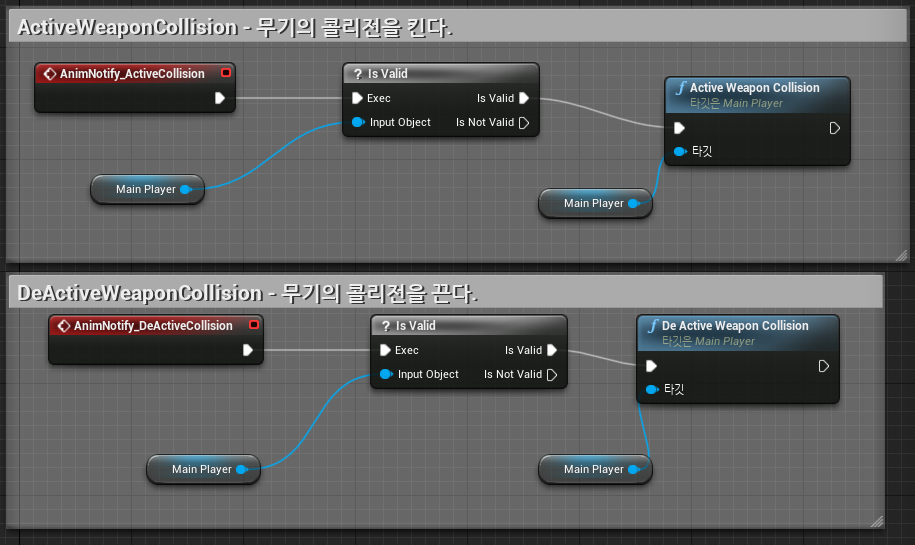 ActiveWeaponCollision - 무기의 콜리전을 킨다.
AnimNotify_ActiveCollision
? Is Valid
Exec
Is Valid
Input Object
Is Not Valid
f Active Weapon Collision
타깃은 Main Player
타깃
Main Player
Main Player
DeActiveWeaponCollision - 무기의 콜리전을 끈다.
AnimNotify_DeActiveCollision
? Is Valid
Exec
Is Valid
Input Object
Is Not Valid
f De Active Weapon Collision
타깃은 Main Player
타깃
Main Player
Main Player